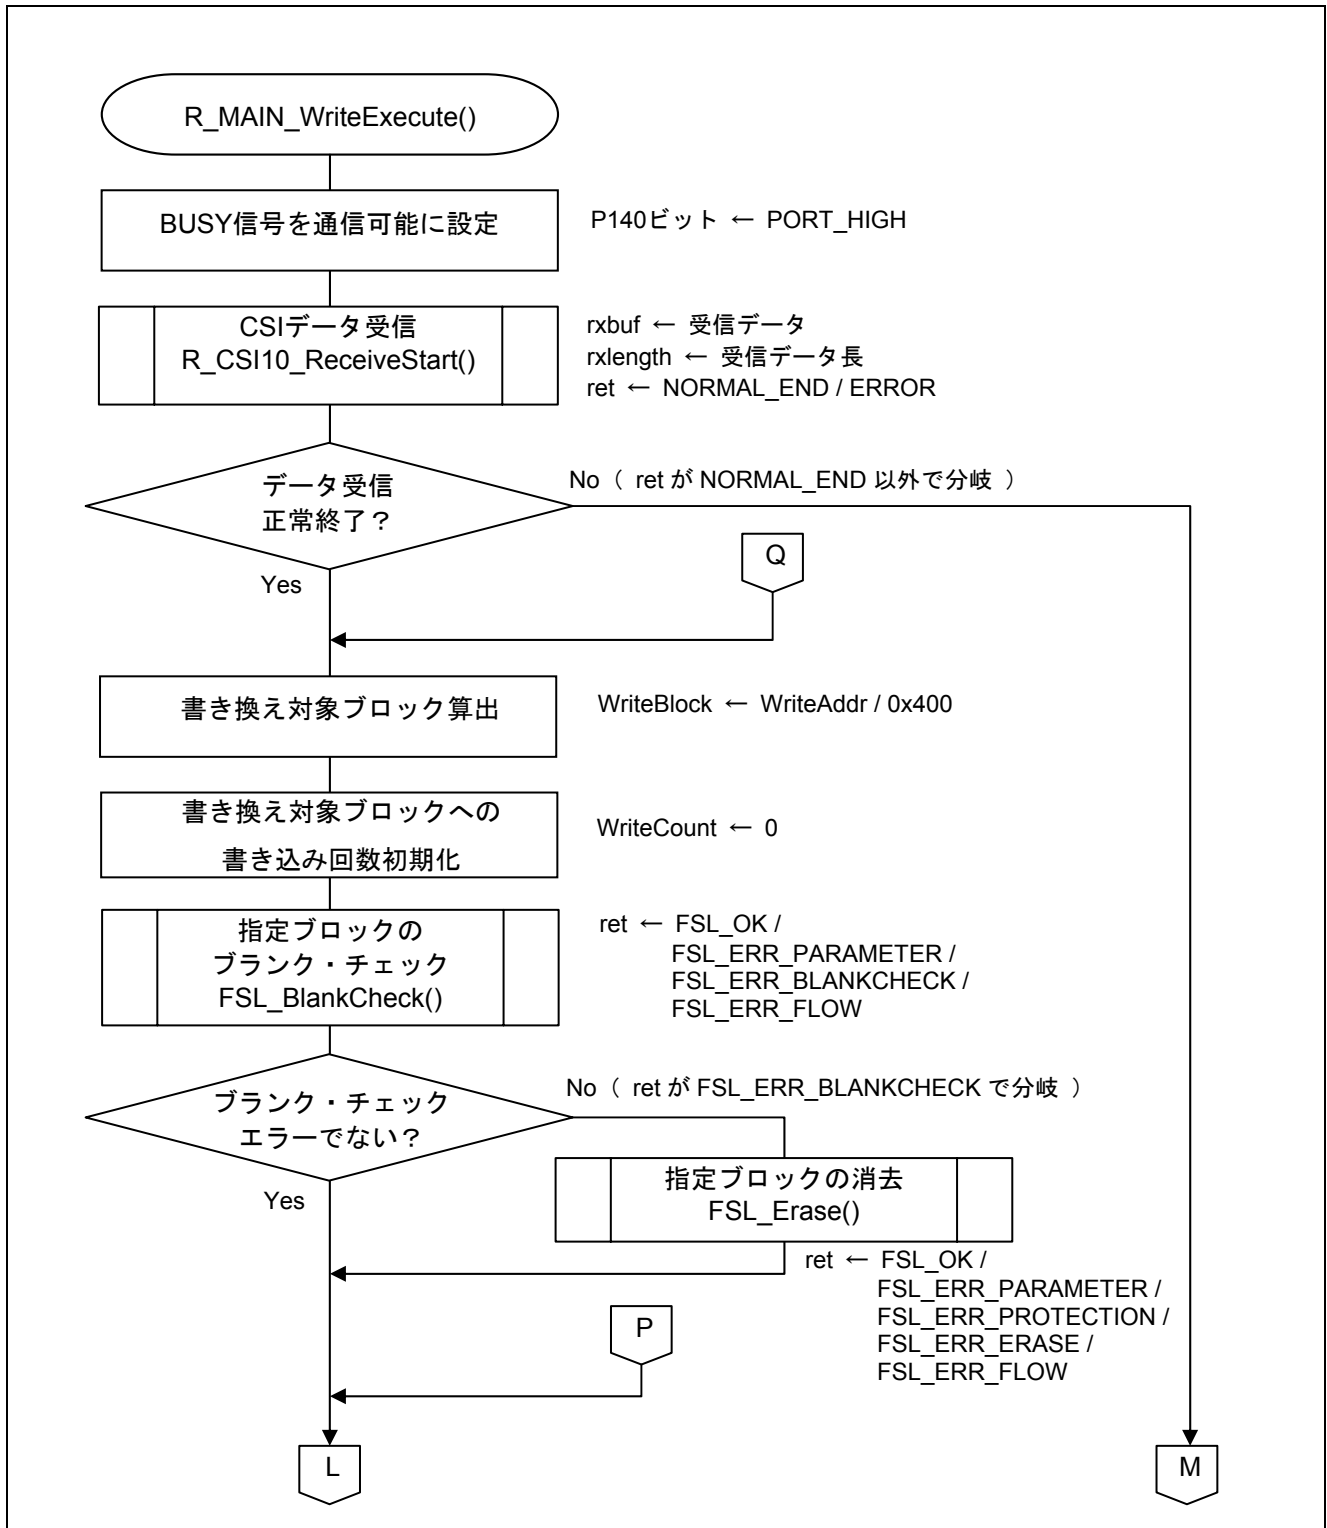 R_MAIN_WriteExecute()
BUSY信号を通信可能に設定
P140ビット ← PORT_HIGH
CSIデータ受信
R_CSI10_ReceiveStart()
rxbuf ← 受信データ
rxlength ← 受信データ長
ret ← NORMAL_END / ERROR
データ受信
正常終了？
No（ ret が NORMAL_END 以外で分岐 ）
Q
Yes
書き換え対象ブロック算出
WriteBlock ← WriteAddr / 0x400
書き換え対象ブロックへの
書き込み回数初期化
WriteCount ← 0
指定ブロックの
ブランク・チェック
FSL_BlankCheck()
ret ← FSL_OK /
FSL_ERR_PARAMETER /
FSL_ERR_BLANKCHECK /
FSL_ERR_FLOW
ブランク・チェック
エラーでない？
No（ ret が FSL_ERR_BLANKCHECK で分岐 ）
Yes
指定ブロックの消去
FSL_Erase()
ret ← FSL_OK /
FSL_ERR_PARAMETER /
FSL_ERR_PROTECTION /
FSL_ERR_ERASE /
FSL_ERR_FLOW
P
L
M